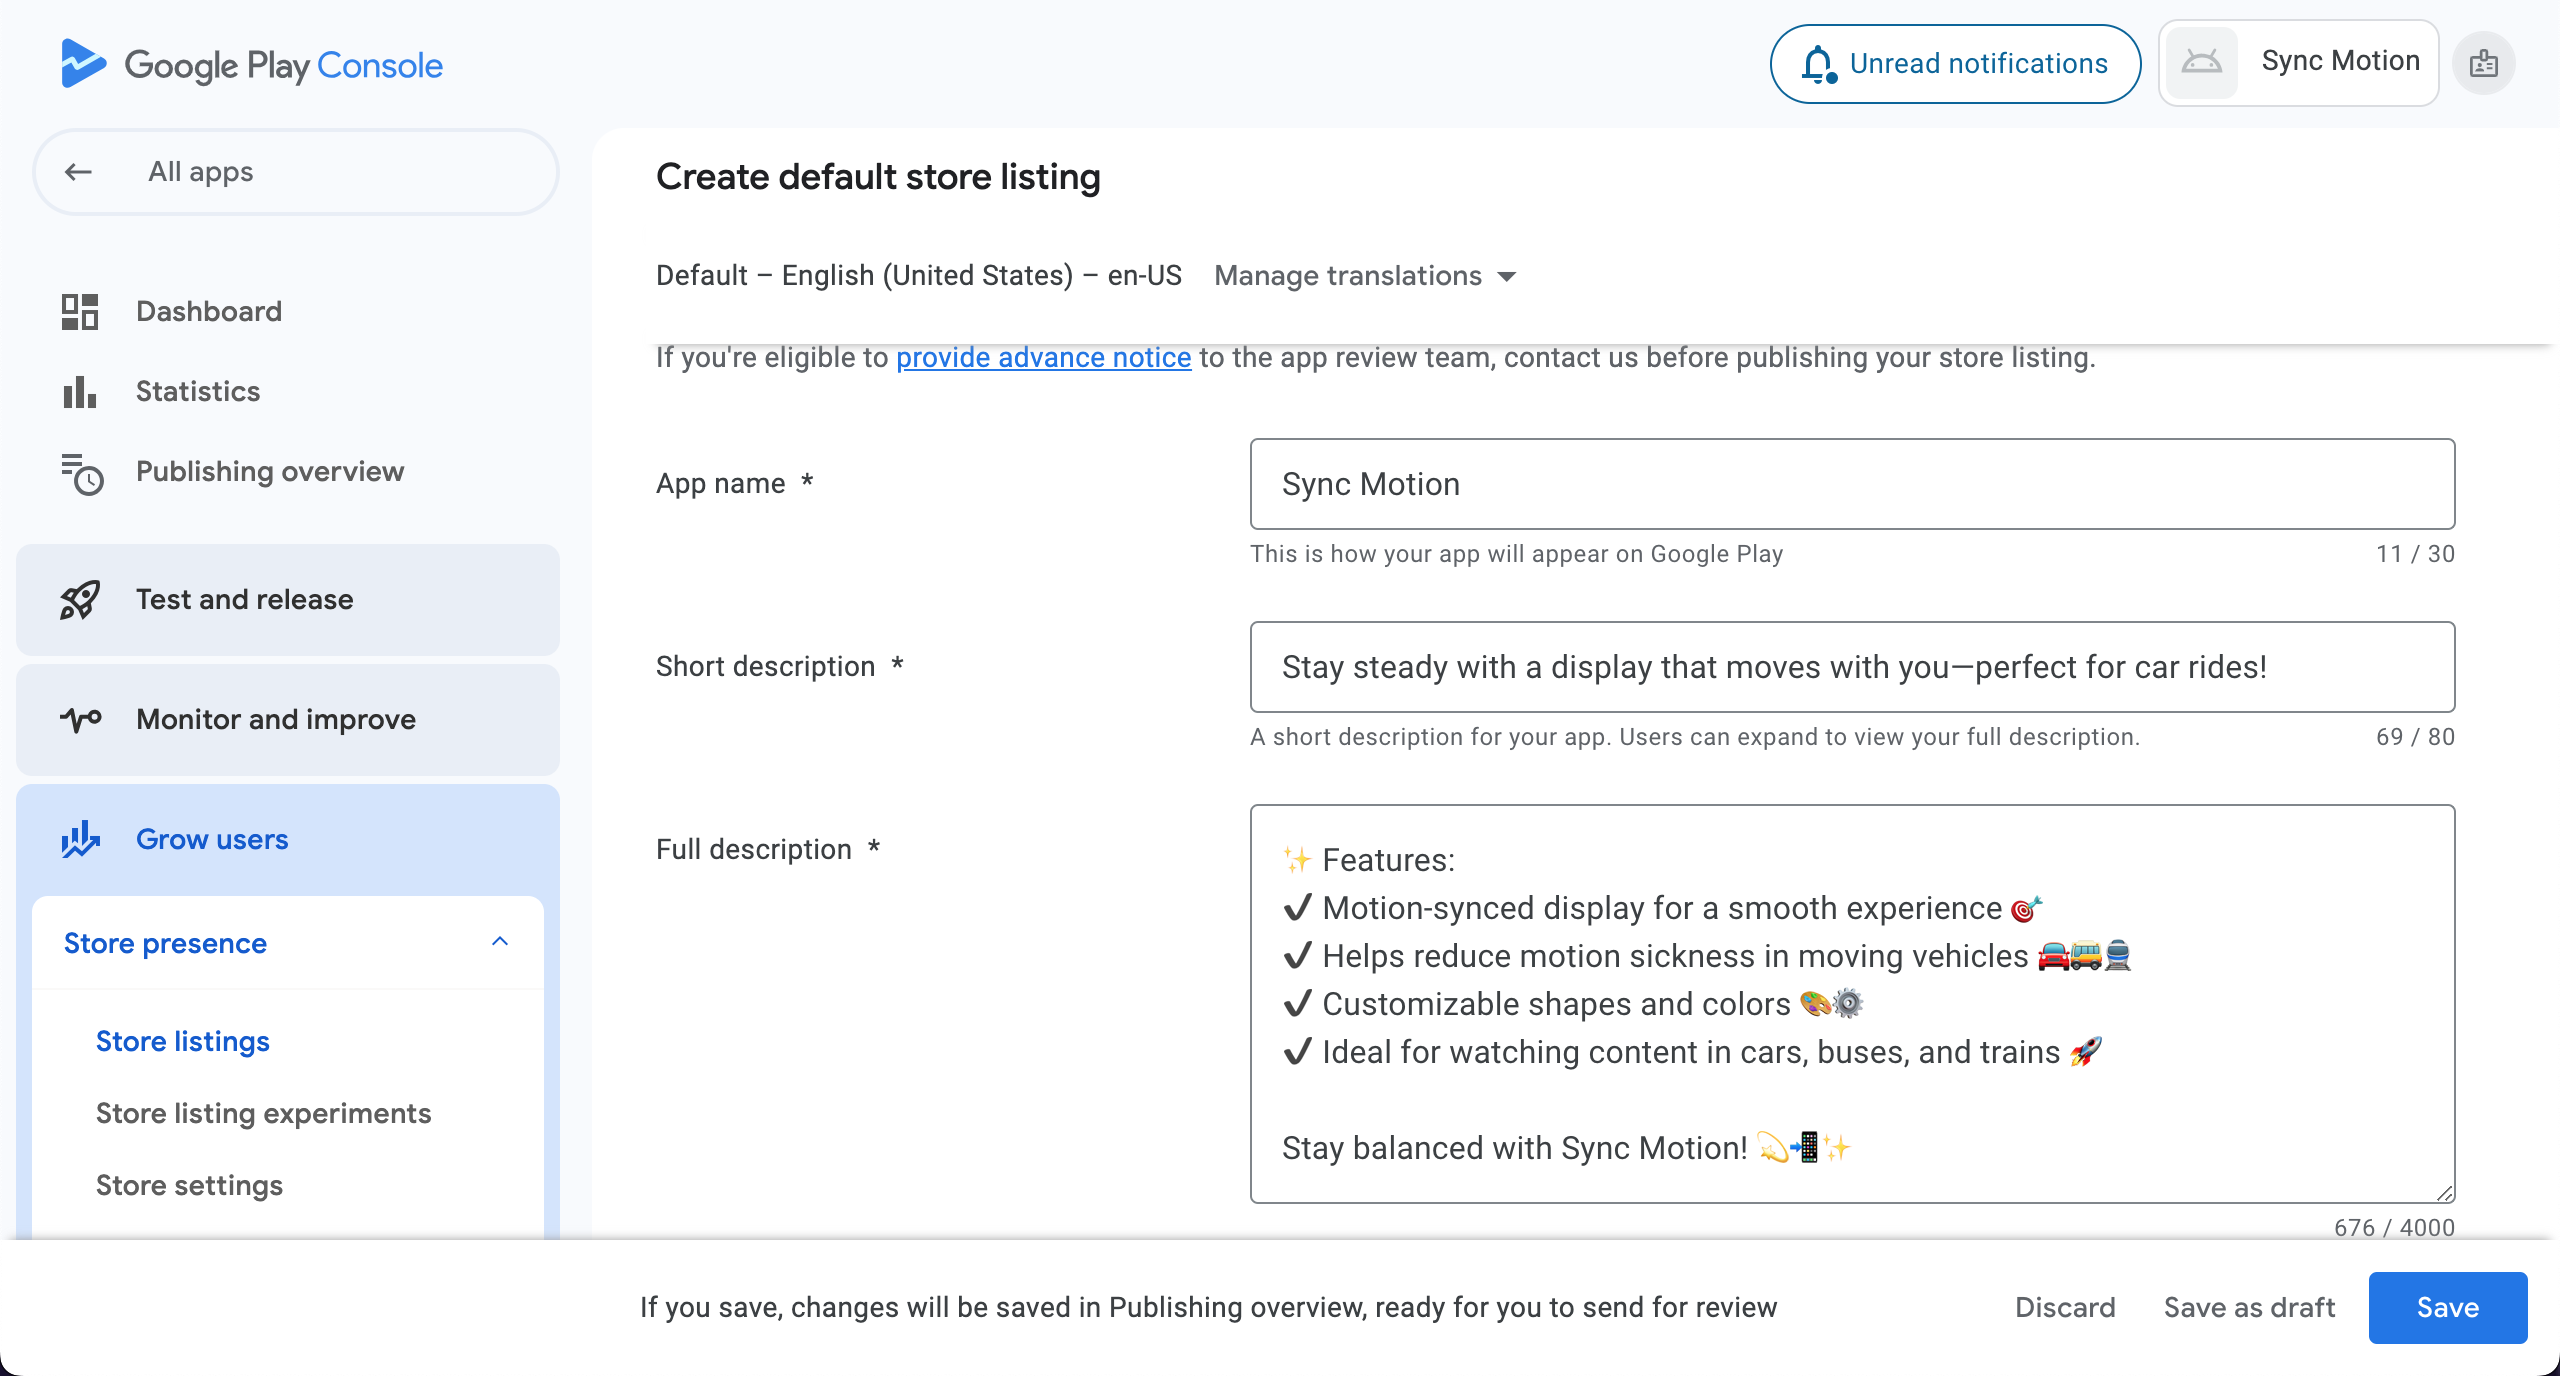 Google Play Console
Unread notifications
Sync Motion
All apps
Dashboard
Statistics
Publishing overview
Test and release
Monitor and improve
Grow users
Store presence
Store listings
Store listing experiments
Store settings
Create default store listing
Default – English (United States) – en-US Manage translations
If you're eligible to provide advance notice to the app review team, contact us before publishing your store listing.
App name *
Sync Motion
This is how your app will appear on Google Play 11 / 30
Short description *
Stay steady with a display that moves with you—perfect for car rides!
A short description for your app. Users can expand to view your full description. 69 / 80
Full description *
✨ Features:
✔ Motion-synced display for a smooth experience 🎯
✔ Helps reduce motion sickness in moving vehicles 🚗🚌🚆
✔ Customizable shapes and colors 🎨⚙️
✔ Ideal for watching content in cars, buses, and trains 🚀
Stay balanced with Sync Motion! 💫📲✨
676 / 4000
If you save, changes will be saved in Publishing overview, ready for you to send for review
Discard
Save as draft
Save